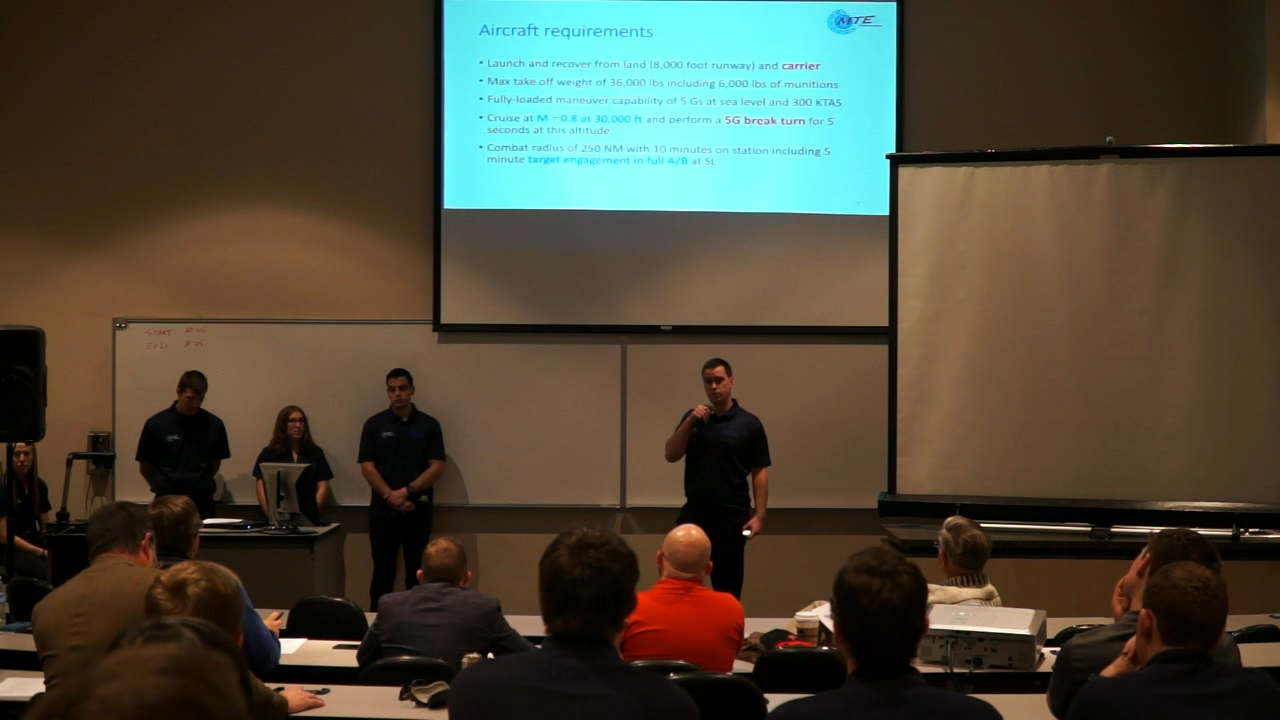 Aircraft requirements
MTE
• Launch and recover from land (8,000 foot runway) and carrier
• Max take off weight of 36,000 lbs including 6,000 lbs of munitions
• Fully-loaded maneuver capability of 5 Gs at sea level and 300 KTAS
• Cruise at M = 0.8 at 30,000 ft and perform a 5G break turn for 5
seconds at this altitude.
• Combat radius of 250 NM with 10 minutes on station including 5
minute target engagement in full A/B at SL
START
END